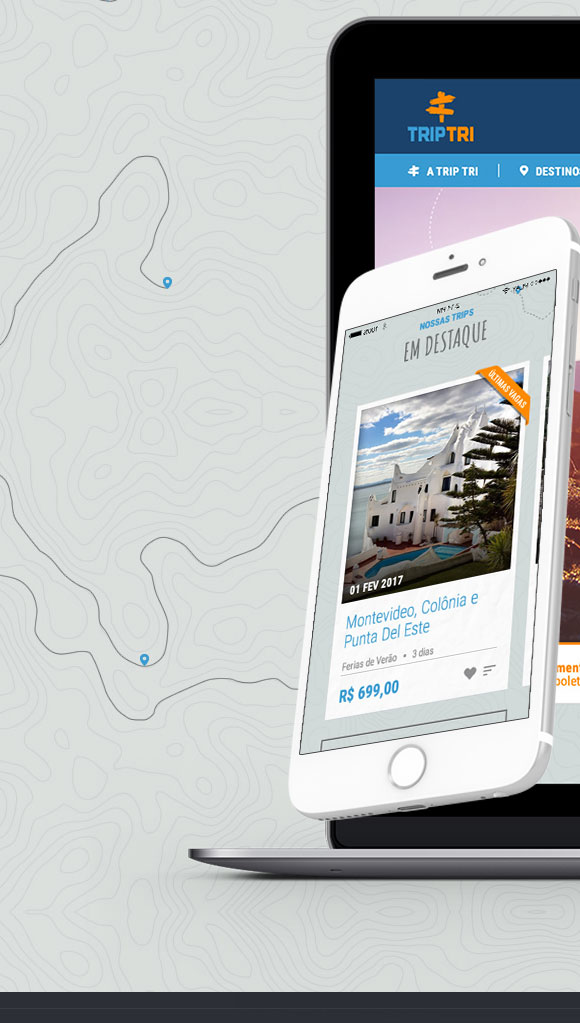 TRIPTRI
A TRIP TRI
DESTINO
NOSSAS TRIPS
EM DESTAQUE
ÚLTIMAS VAGAS
01 FEV 2017
Montevideo, Colônia e
Punta Del Este
Ferias de Verão • 3 dias
R$ 699,00
ment
bolet